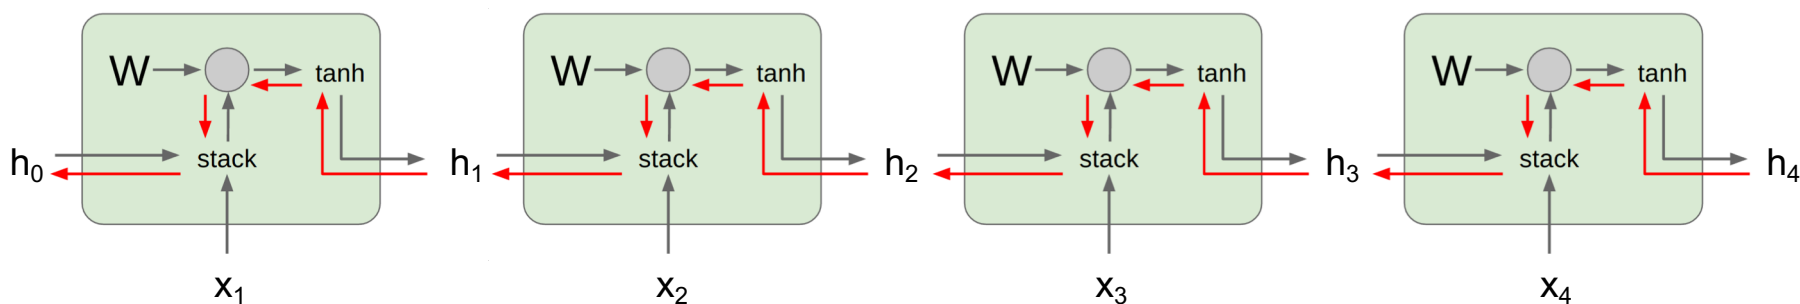 W tanh W tanh W tanh W tanh
h₀ stack h₁ stack h₂ stack h₃ stack h₄
x₁ x₂ x₃ x₄